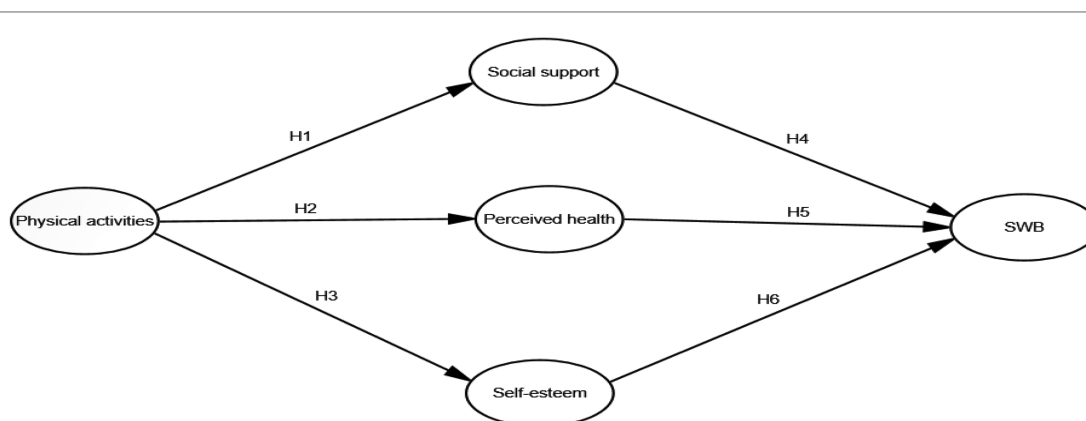 Social support
H1
H4
Physical activities
H2
Perceived health
H5
SWB
H3
H6
Self-esteem